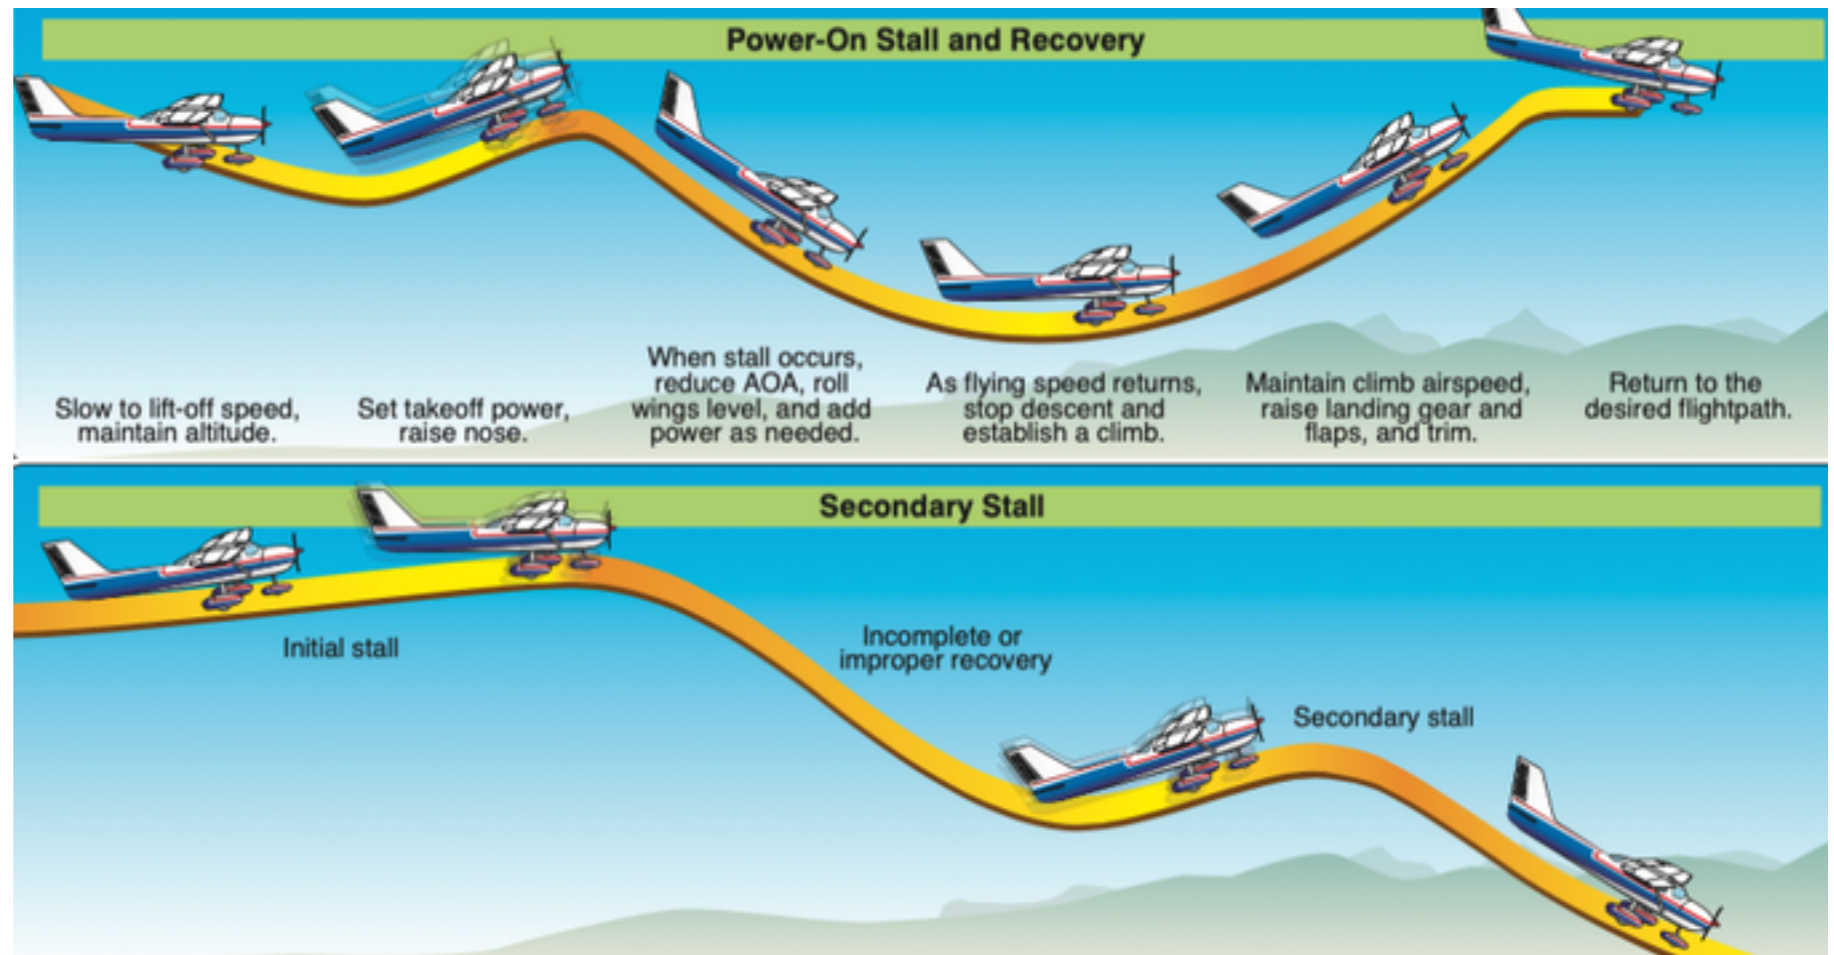 Power-On Stall and Recovery
Slow to lift-off speed,
maintain altitude.
Set takeoff power,
raise nose.
When stall occurs,
reduce AOA, roll
wings level, and add
power as needed.
As flying speed returns,
stop descent and
establish a climb.
Maintain climb airspeed,
raise landing gear and
flaps, and trim.
Return to the
desired flightpath.
Secondary Stall
Initial stall
Incomplete or
improper recovery
Secondary stall